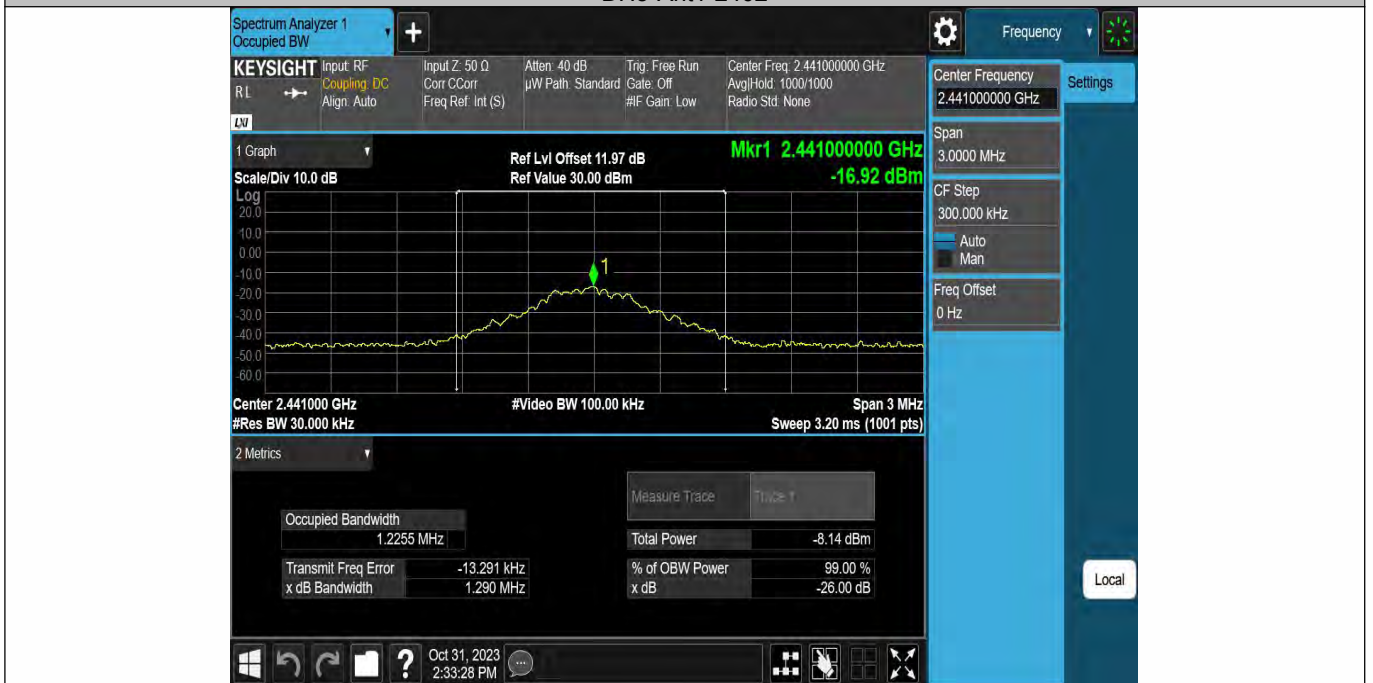 Spectrum Analyzer 1
Occupied BW
Frequency
KEYSIGHT
Input: RF
Coupling: DC
Align: Auto
R L
LXI
Input Z: 50 Ω
Corr CCorr
Freq Ref: Int (S)
Atten: 40 dB
µW Path: Standard
Trig: Free Run
Gate: Off
#IF Gain: Low
Center Freq: 2.441000000 GHz
Avg|Hold: 1000/1000
Radio Std: None
Center Frequency
2.441000000 GHz
Settings
Span
3.0000 MHz
CF Step
300.000 kHz
Auto
Man
Freq Offset
0 Hz
Local
1 Graph
Scale/Div 10.0 dB
Ref Lvl Offset 11.97 dB
Ref Value 30.00 dBm
Mkr1 2.441000000 GHz
-16.92 dBm
Log
20.0
10.0
0.00
-10.0
-20.0
-30.0
-40.0
-50.0
-60.0
1
Center 2.441000 GHz
#Video BW 100.00 kHz
Span 3 MHz
#Res BW 30.000 kHz
Sweep 3.20 ms (1001 pts)
2 Metrics
Measure Trace
Trace 1
Occupied Bandwidth
1.2255 MHz
Total Power -8.14 dBm
Transmit Freq Error -13.291 kHz
% of OBW Power 99.00 %
x dB Bandwidth 1.290 MHz
x dB -26.00 dB
?
Oct 31, 2023
2:33:28 PM